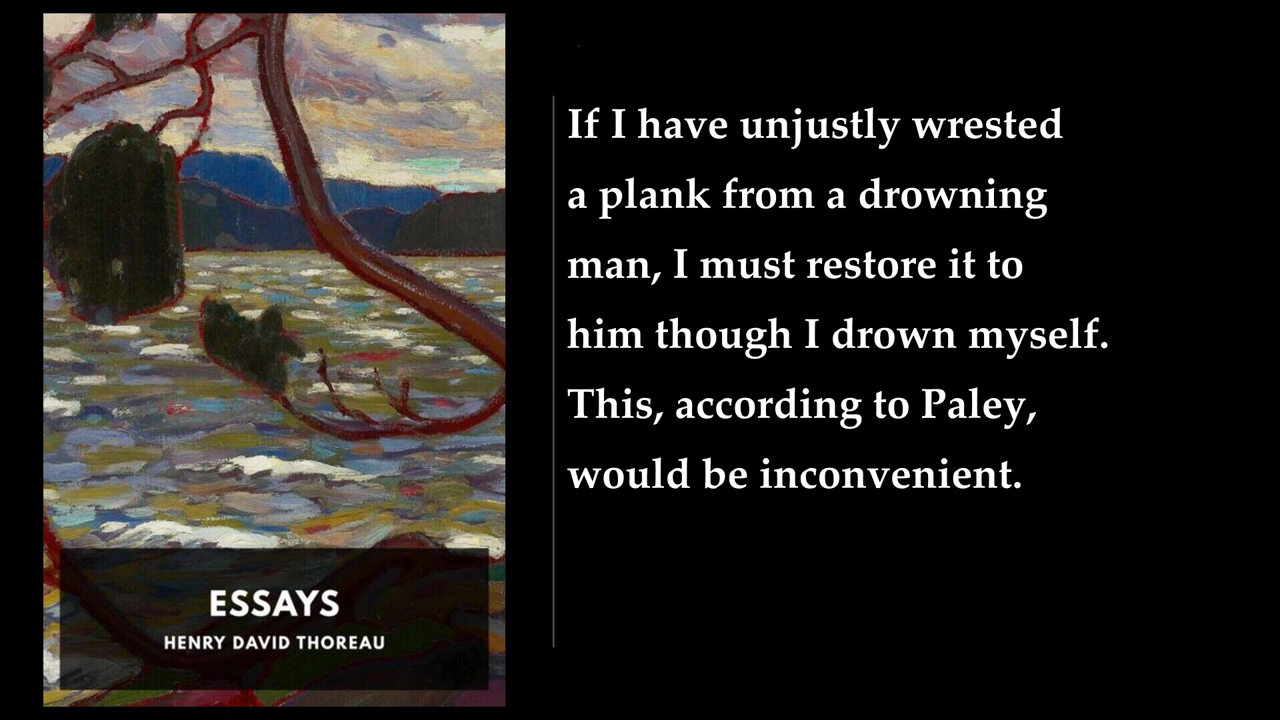 If I have unjustly wrested
a plank from a drowning
man, I must restore it to
him though I drown myself.
This, according to Paley,
would be inconvenient.
ESSAYS
HENRY DAVID THOREAU